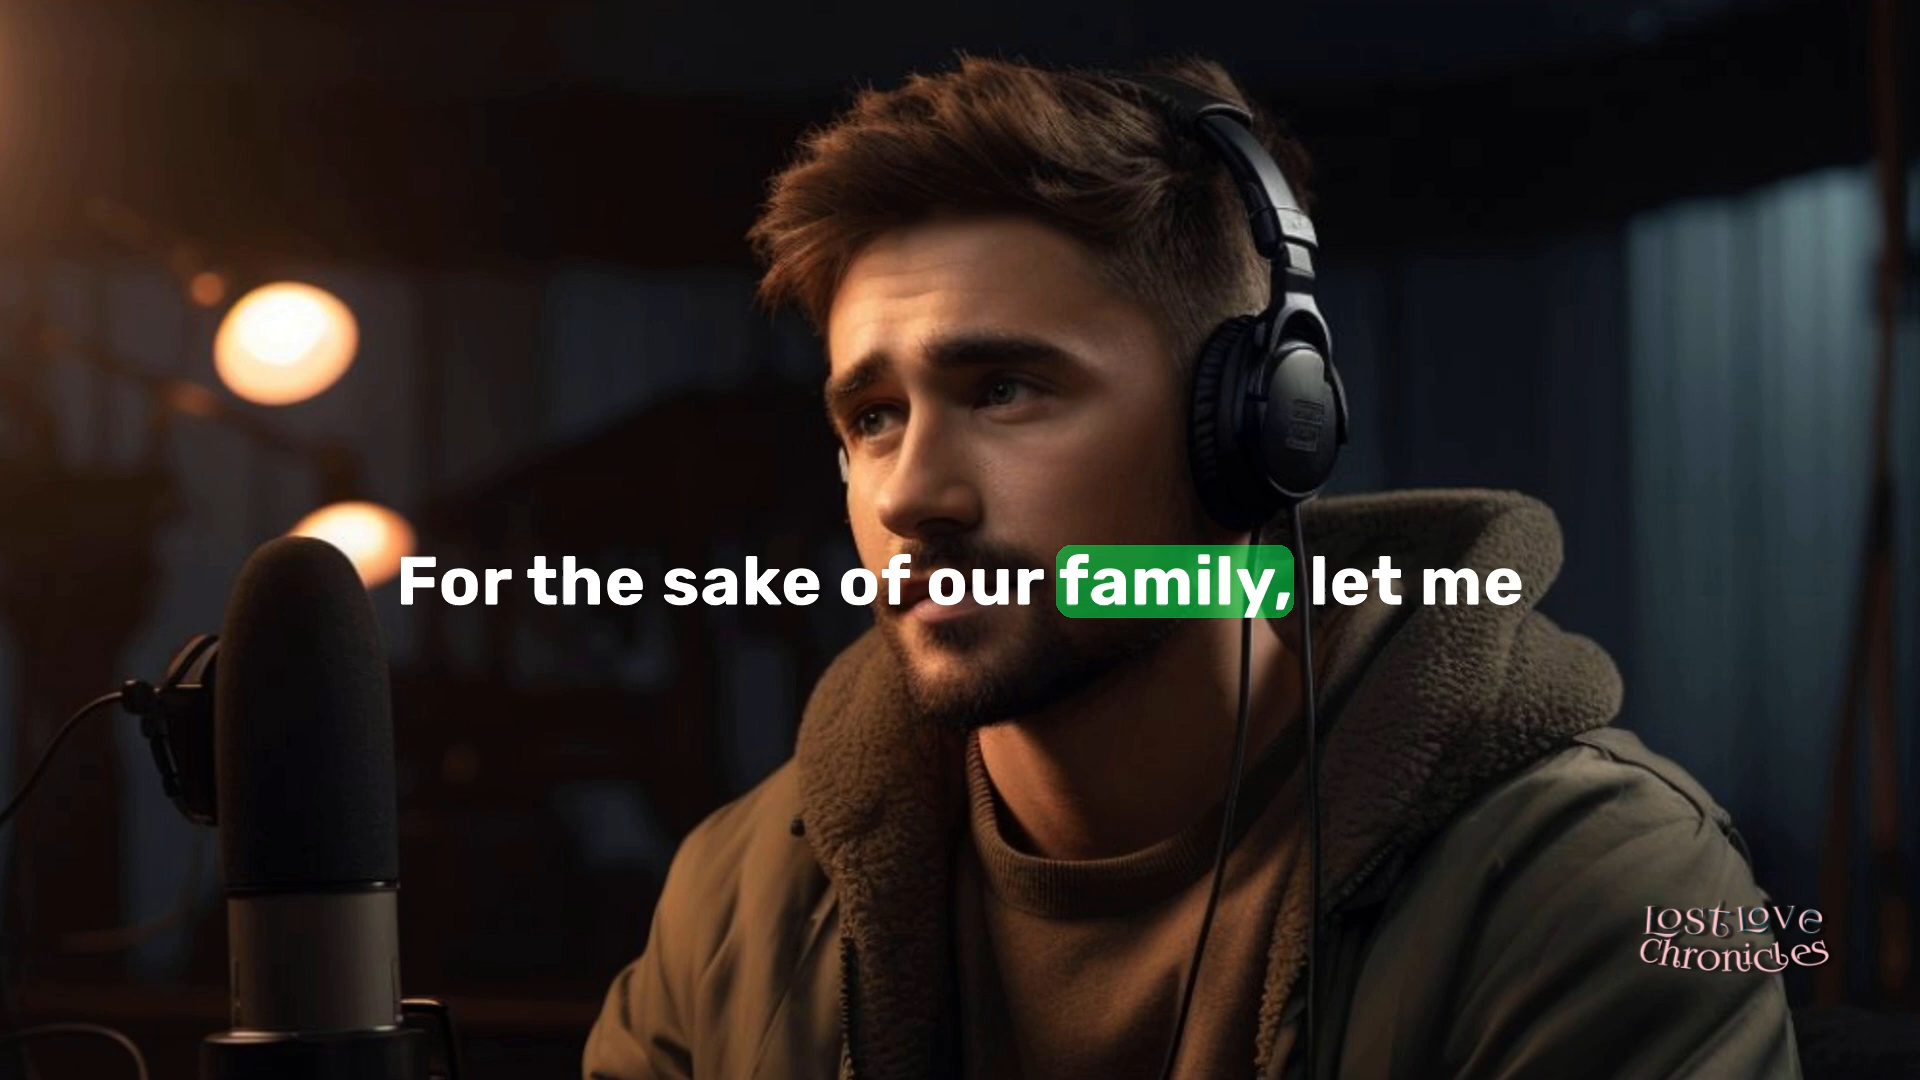 For the sake of our family, let me
Lost Love
Chronicles